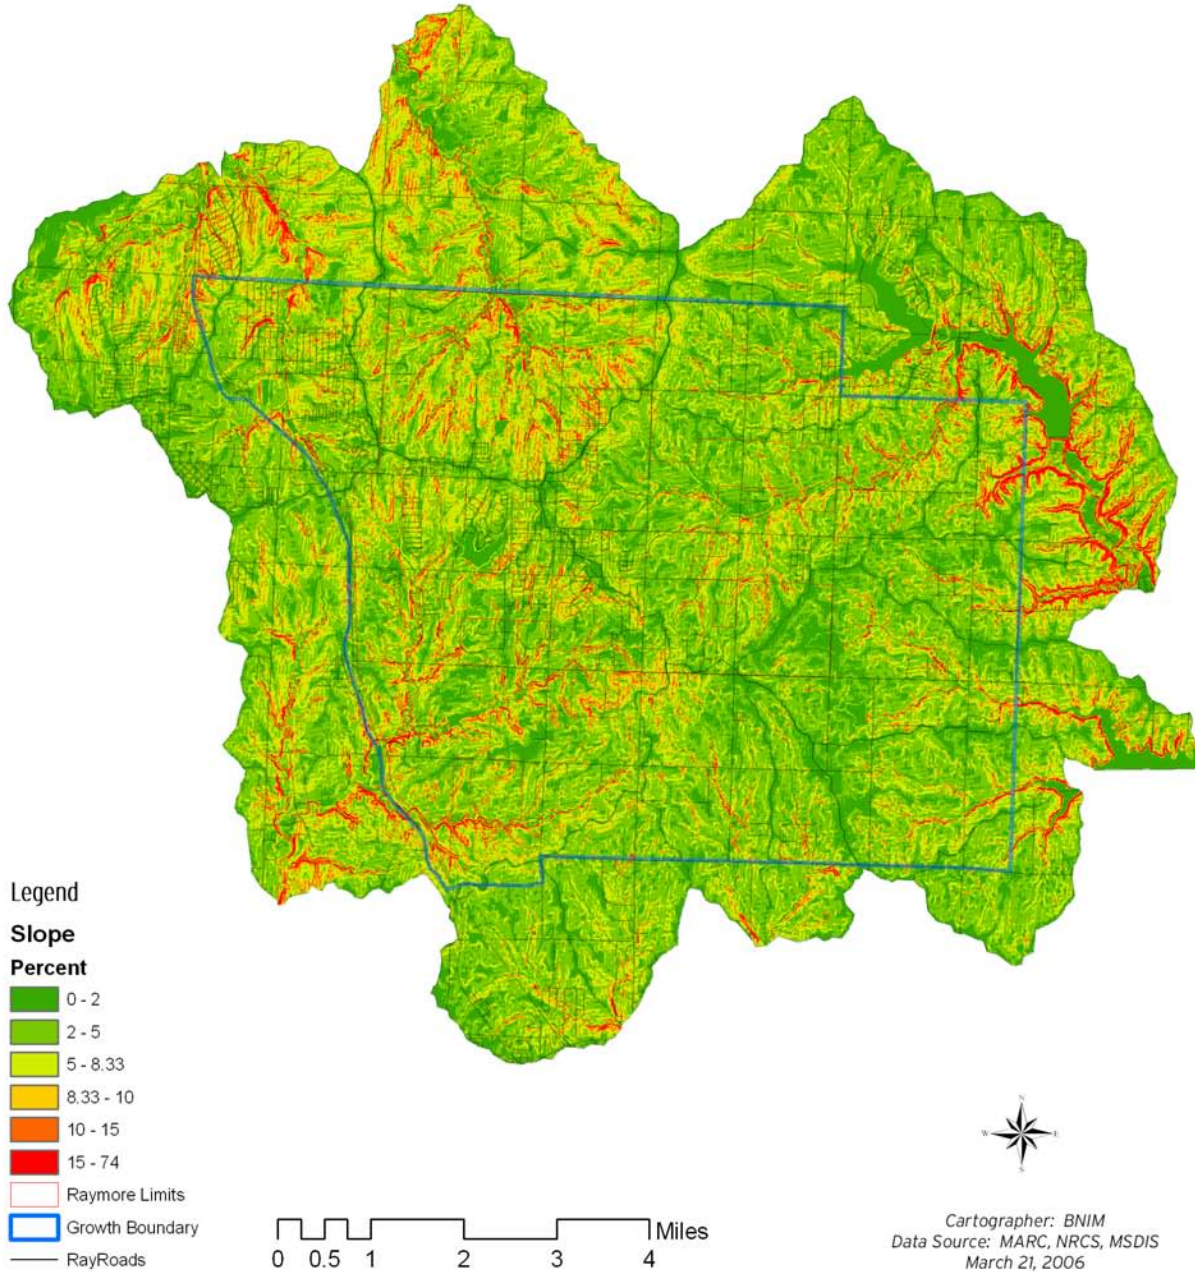 Legend
Slope
Percent
0 - 2
2 - 5
5 - 8.33
8.33 - 10
10 - 15
15 - 74
Raymore Limits
Growth Boundary
RayRoads
Miles
0 0.5 1 2 3 4
N
W E
S
Cartographer: BNIM
Data Source: MARC, NRCS, MSDIS
March 21, 2006